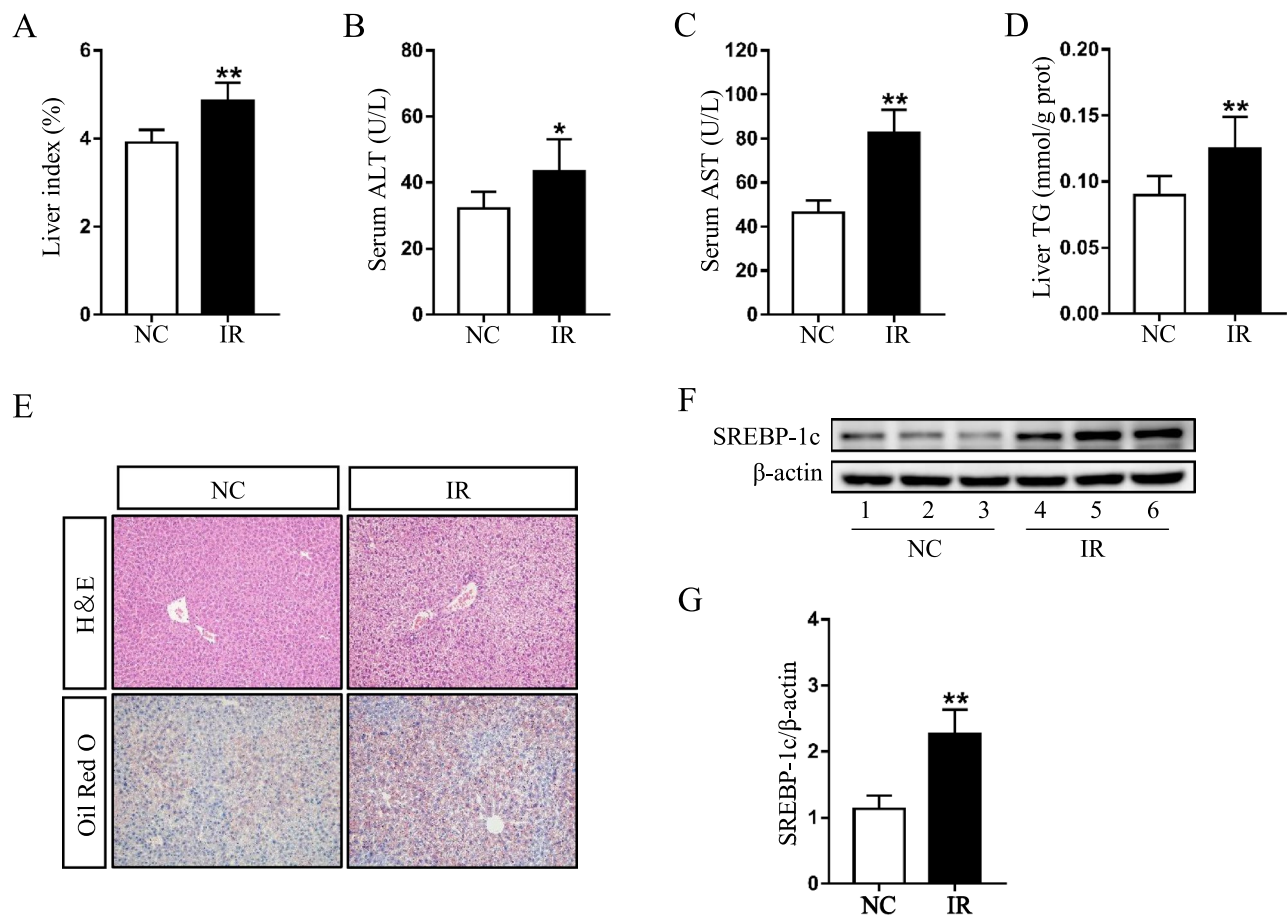 A
Liver index (%)
6
4
2
0
**
NC IR
B
Serum ALT (U/L)
80
60
40
20
0
*
NC IR
C
Serum AST (U/L)
120
100
80
60
40
20
0
**
NC IR
D
Liver TG (mmol/g prot)
0.20
0.15
0.10
0.05
0.00
**
NC IR
E
NC IR
H&E
Oil Red O
F
SREBP-1c
β-actin
1 2 3 4 5 6
NC IR
G
SREBP-1c/β-actin
4
3
2
1
0
**
NC IR